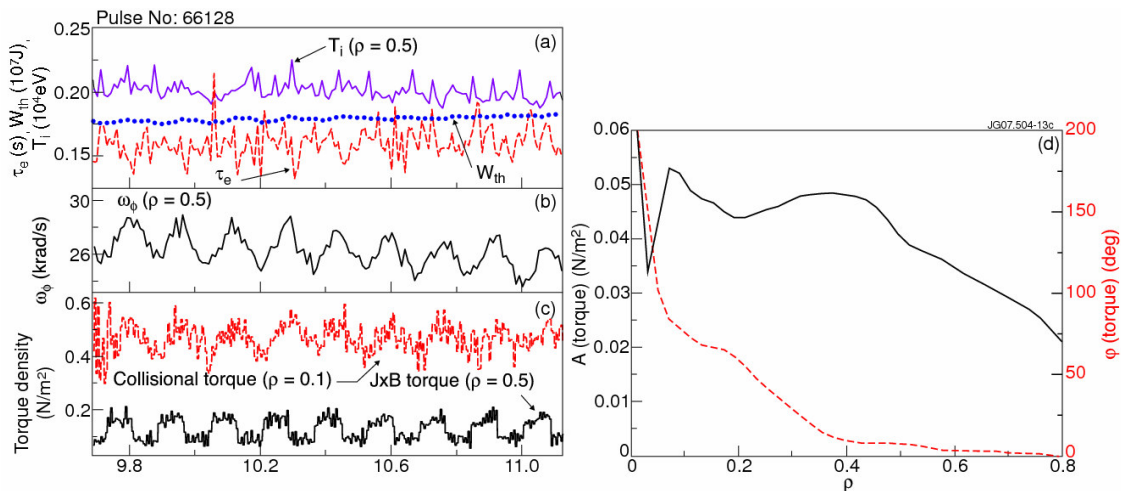 Pulse No: 66128
0.25
0.20
0.15
τe (s), Wth (10⁷J),
Ti (10⁴eV)
(a)
Ti (ρ = 0.5)
τe
Wth
30
26
22
ωϕ (krad/s)
ωϕ (ρ = 0.5)
(b)
0.6
0.4
0.2
Torque density
(N/m²)
(c)
Collisional torque (ρ = 0.1)
JxB torque (ρ = 0.5)
9.8
10.2
10.6
11.0
JG07.504-13c
(d)
0.06
0.05
0.04
0.03
0.02
0.01
0
A (torque) (N/m²)
200
150
100
50
0
φ (torque) (deg)
0
0.2
0.4
0.6
0.8
ρ